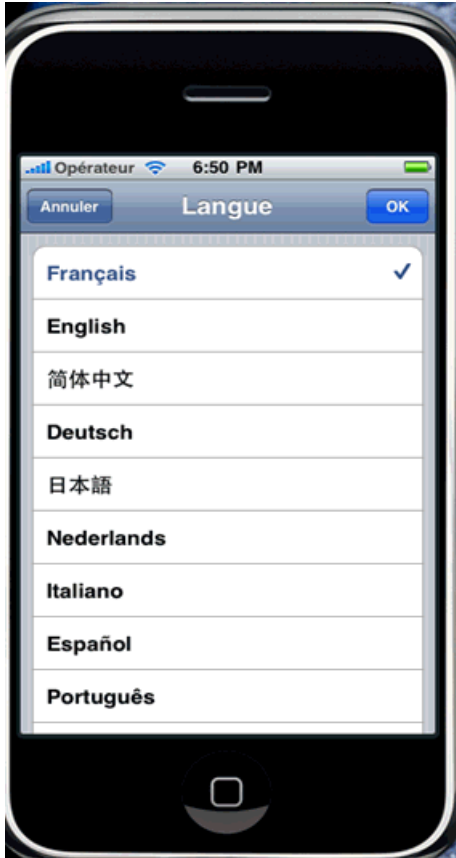 Opérateur 6:50 PM
Annuler Langue OK
Français
English
简体中文
Deutsch
日本語
Nederlands
Italiano
Español
Português